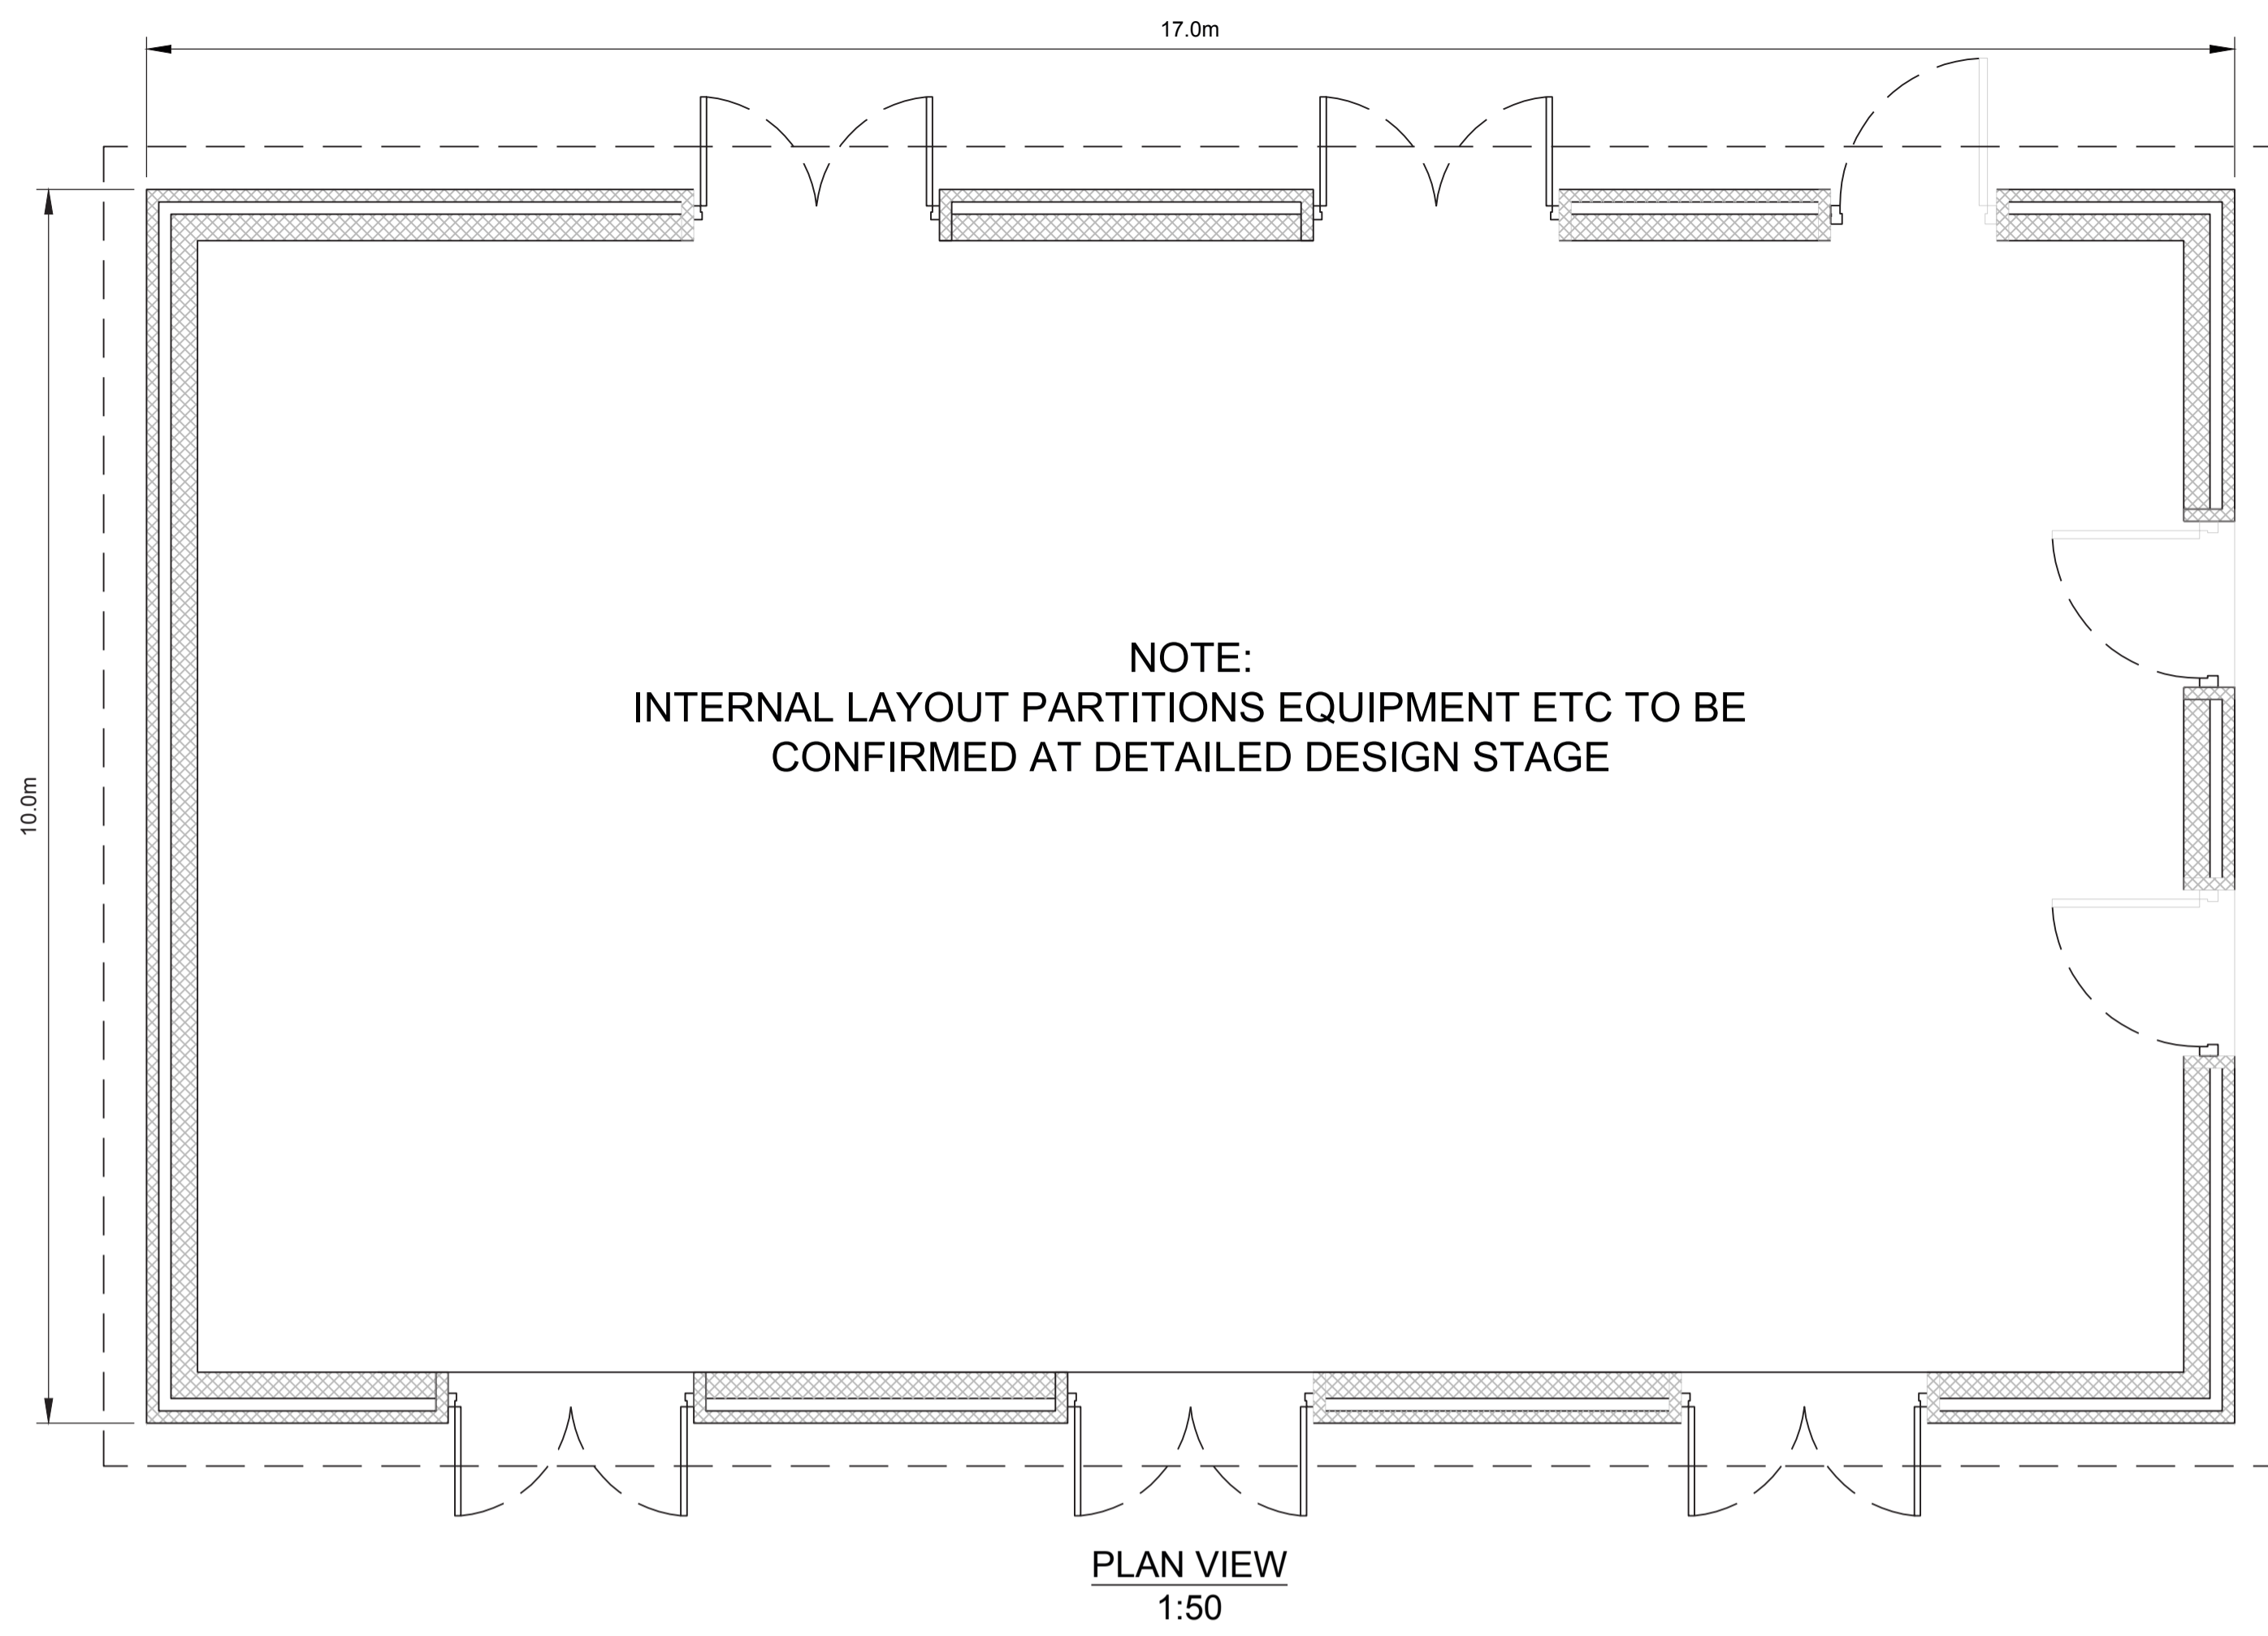 17.0m
10.0m
NOTE:
INTERNAL LAYOUT PARTITIONS EQUIPMENT ETC TO BE
CONFIRMED AT DETAILED DESIGN STAGE
PLAN VIEW
1:50